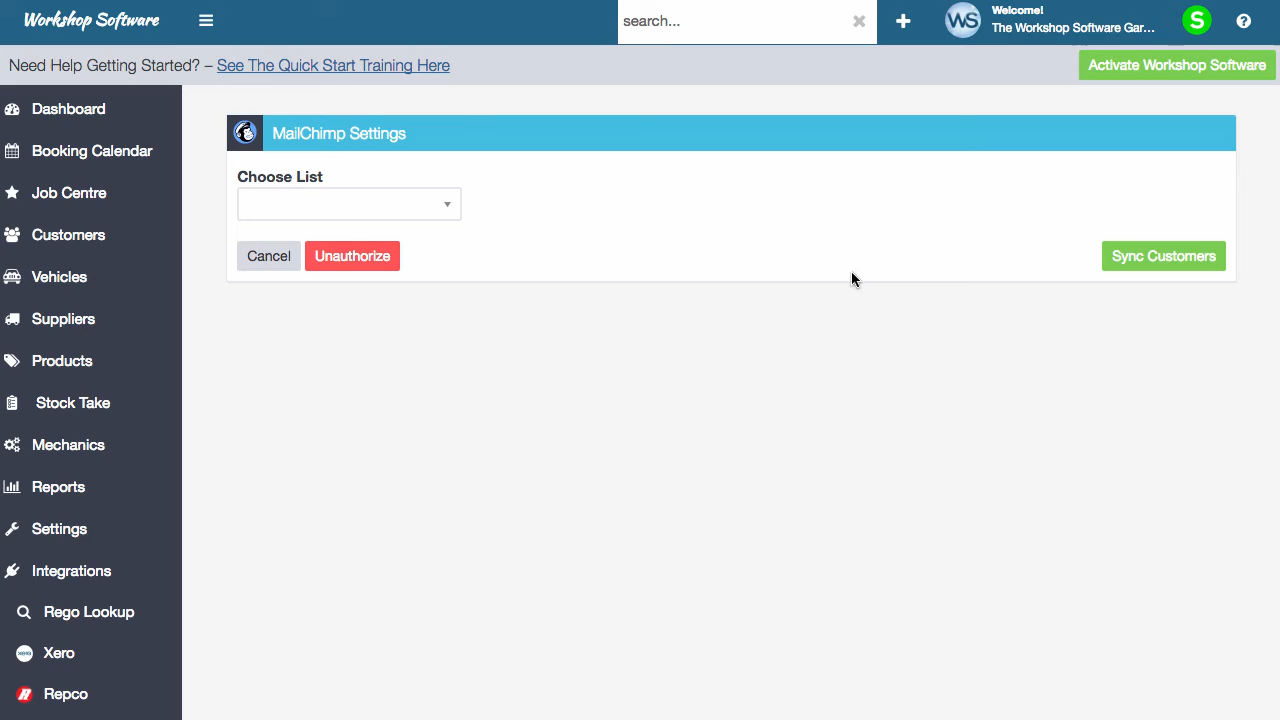 Workshop Software
search...
WS
Welcome!
The Workshop Software Gar...
S
?
Need Help Getting Started? – See The Quick Start Training Here
Activate Workshop Software
Dashboard
Booking Calendar
Job Centre
Customers
Vehicles
Suppliers
Products
Stock Take
Mechanics
Reports
Settings
Integrations
Rego Lookup
Xero
Repco
MailChimp Settings
Choose List
Cancel
Unauthorize
Sync Customers